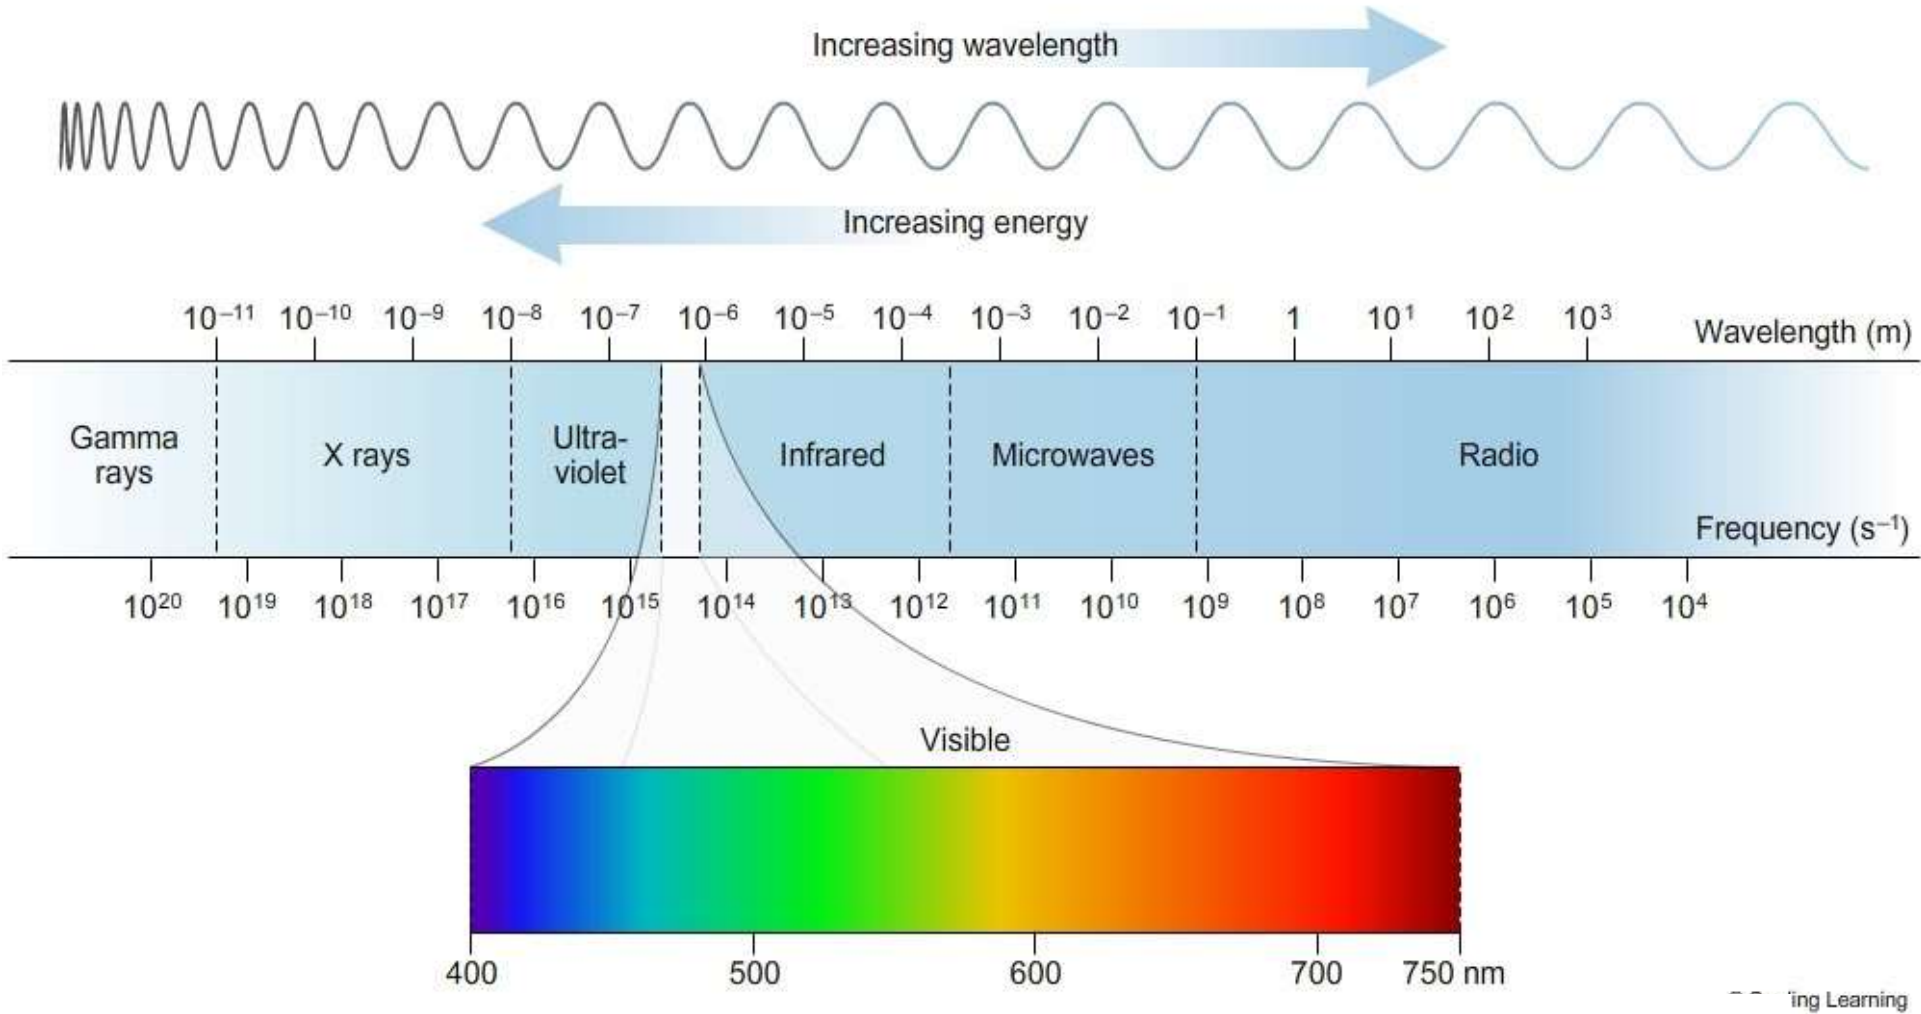 Increasing wavelength
Increasing energy
10⁻¹¹ 10⁻¹⁰ 10⁻⁹ 10⁻⁸ 10⁻⁷ 10⁻⁶ 10⁻⁵ 10⁻⁴ 10⁻³ 10⁻² 10⁻¹ 1 10¹ 10² 10³ Wavelength (m)
Gamma
rays
X rays
Ultra-
violet
Infrared
Microwaves
Radio
Frequency (s⁻¹)
10²⁰ 10¹⁹ 10¹⁸ 10¹⁷ 10¹⁶ 10¹⁵ 10¹⁴ 10¹³ 10¹² 10¹¹ 10¹⁰ 10⁹ 10⁸ 10⁷ 10⁶ 10⁵ 10⁴
Visible
400 500 600 700 750 nm
Learning